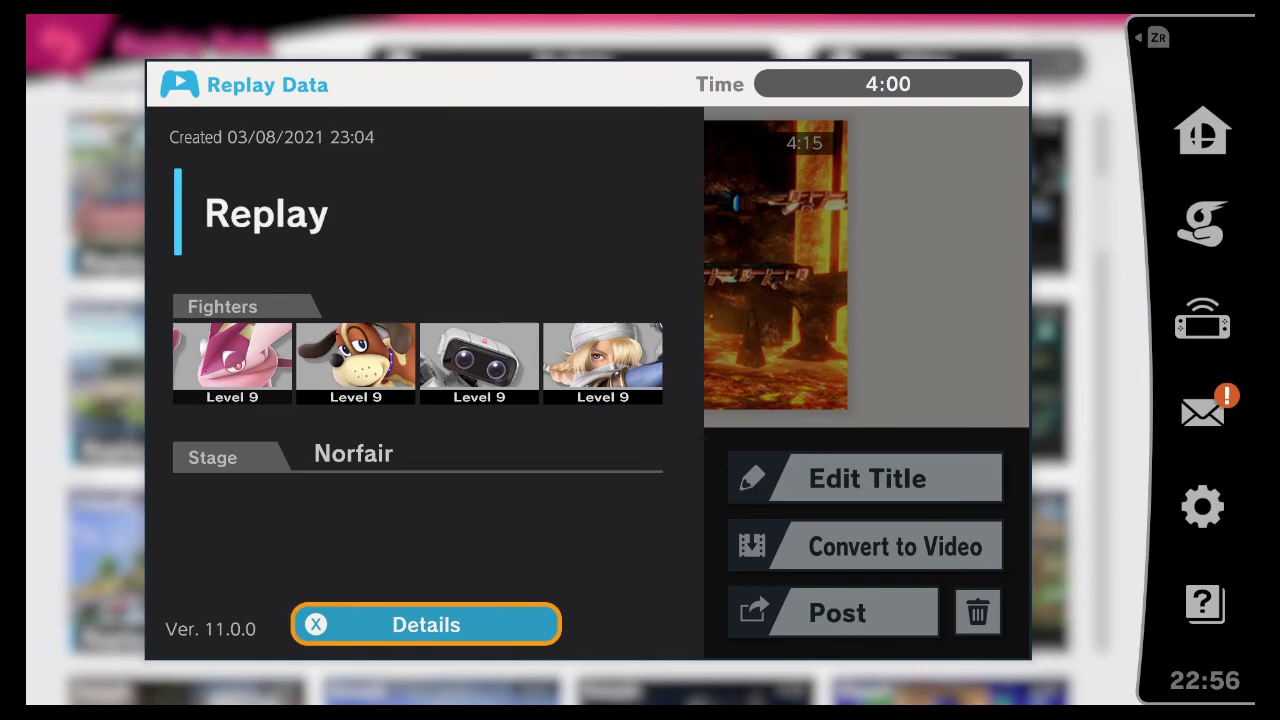 Replay Data
Time
4:00
ZR
Created 03/08/2021 23:04
4:15
Replay
Fighters
Level 9
Level 9
Level 9
Level 9
Stage
Norfair
Edit Title
Convert to Video
Post
Ver. 11.0.0
X
Details
!
?
22:56